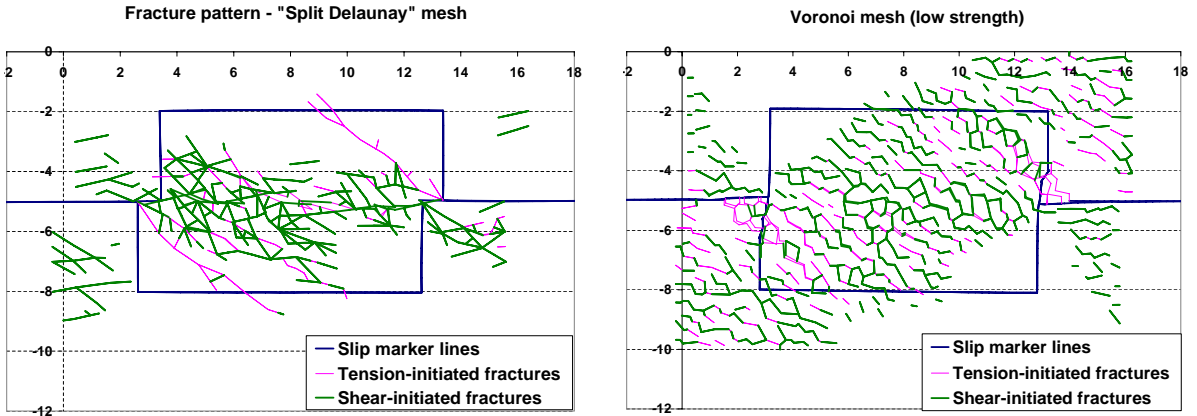 Fracture pattern - "Split Delaunay" mesh
0
-2 0 2 4 6 8 10 12 14 16 18
-2
-4
-6
-8
-10
-12
Slip marker lines
Tension-initiated fractures
Shear-initiated fractures
Voronoi mesh (low strength)
0
-2 0 2 4 6 8 10 12 14 16 18
-2
-4
-6
-8
-10
-12
Slip marker lines
Tension-initiated fractures
Shear-initiated fractures